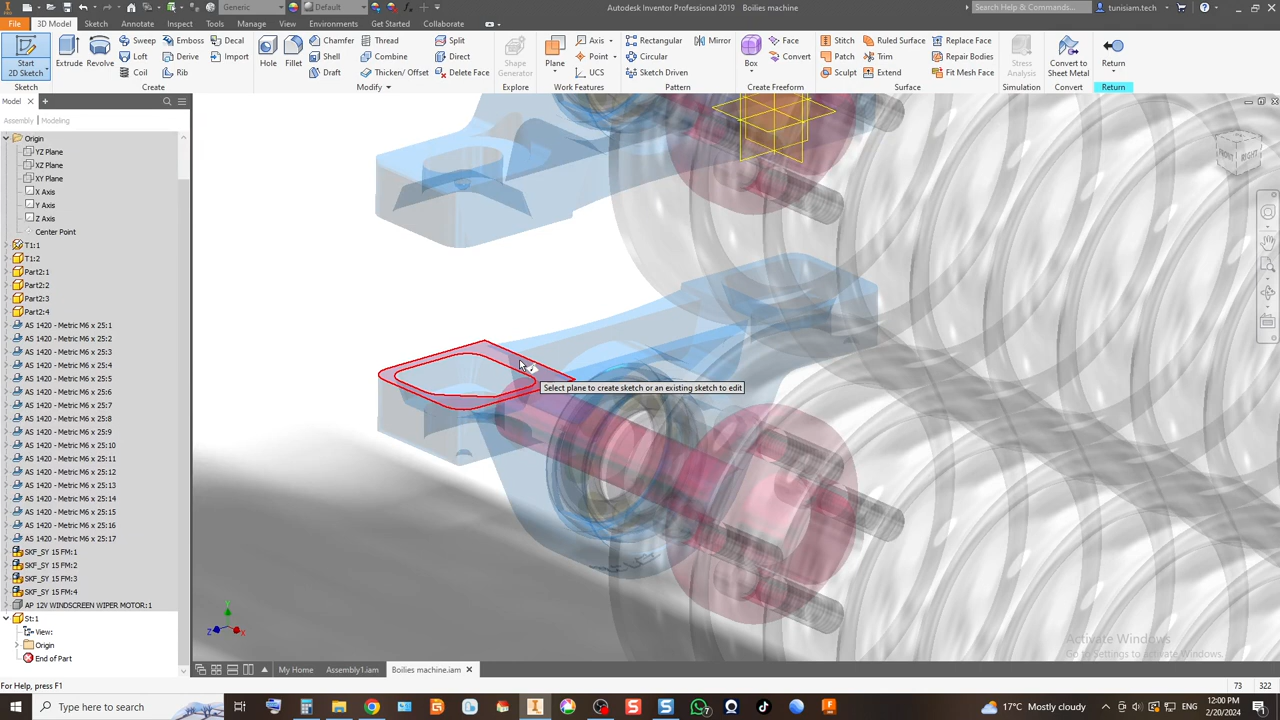 Generic
Default
Autodesk Inventor Professional 2019   Boilies machine
Search Help & Commands...
tunisiam.tech
File
3D Model
Sketch
Annotate
Inspect
Tools
Manage
View
Environments
Get Started
Collaborate
Start
2D Sketch
Extrude
Revolve
Sweep
Loft
Coil
Emboss
Derive
Rib
Decal
Import
Hole
Fillet
Chamfer
Shell
Draft
Thread
Combine
Thicken/ Offset
Split
Direct
Delete Face
Shape
Generator
Plane
Axis
Point
UCS
Rectangular
Circular
Sketch Driven
Mirror
Box
Face
Convert
Stitch
Patch
Sculpt
Ruled Surface
Trim
Extend
Replace Face
Repair Bodies
Fit Mesh Face
Stress
Analysis
Convert to
Sheet Metal
Return
Sketch
Create
Modify
Explore
Work Features
Pattern
Create Freeform
Surface
Simulation
Convert
Return
Model
Assembly
Modeling
Origin
YZ Plane
XZ Plane
XY Plane
X Axis
Y Axis
Z Axis
Center Point
T1:1
T1:2
Part2:1
Part2:2
Part2:3
Part2:4
AS 1420 - Metric M6 x 25:1
AS 1420 - Metric M6 x 25:2
AS 1420 - Metric M6 x 25:3
AS 1420 - Metric M6 x 25:4
AS 1420 - Metric M6 x 25:5
AS 1420 - Metric M6 x 25:6
AS 1420 - Metric M6 x 25:7
AS 1420 - Metric M6 x 25:8
AS 1420 - Metric M6 x 25:9
AS 1420 - Metric M6 x 25:10
AS 1420 - Metric M6 x 25:11
AS 1420 - Metric M6 x 25:12
AS 1420 - Metric M6 x 25:13
AS 1420 - Metric M6 x 25:14
AS 1420 - Metric M6 x 25:15
AS 1420 - Metric M6 x 25:16
AS 1420 - Metric M6 x 25:17
SKF_SY 15 FM:1
SKF_SY 15 FM:2
SKF_SY 15 FM:3
SKF_SY 15 FM:4
AP 12V WINDSCREEN WIPER MOTOR:1
St:1
View:
Origin
End of Part
FRONT
RIGHT
Select plane to create sketch or an existing sketch to edit
Y
Z
X
Activate Windows
Go to Settings to activate Windows.
My Home
Assembly1.iam
Boilies machine.iam
For Help, press F1
73
322
Type here to search
17°C Mostly cloudy
ENG
12:00 PM
2/20/2024